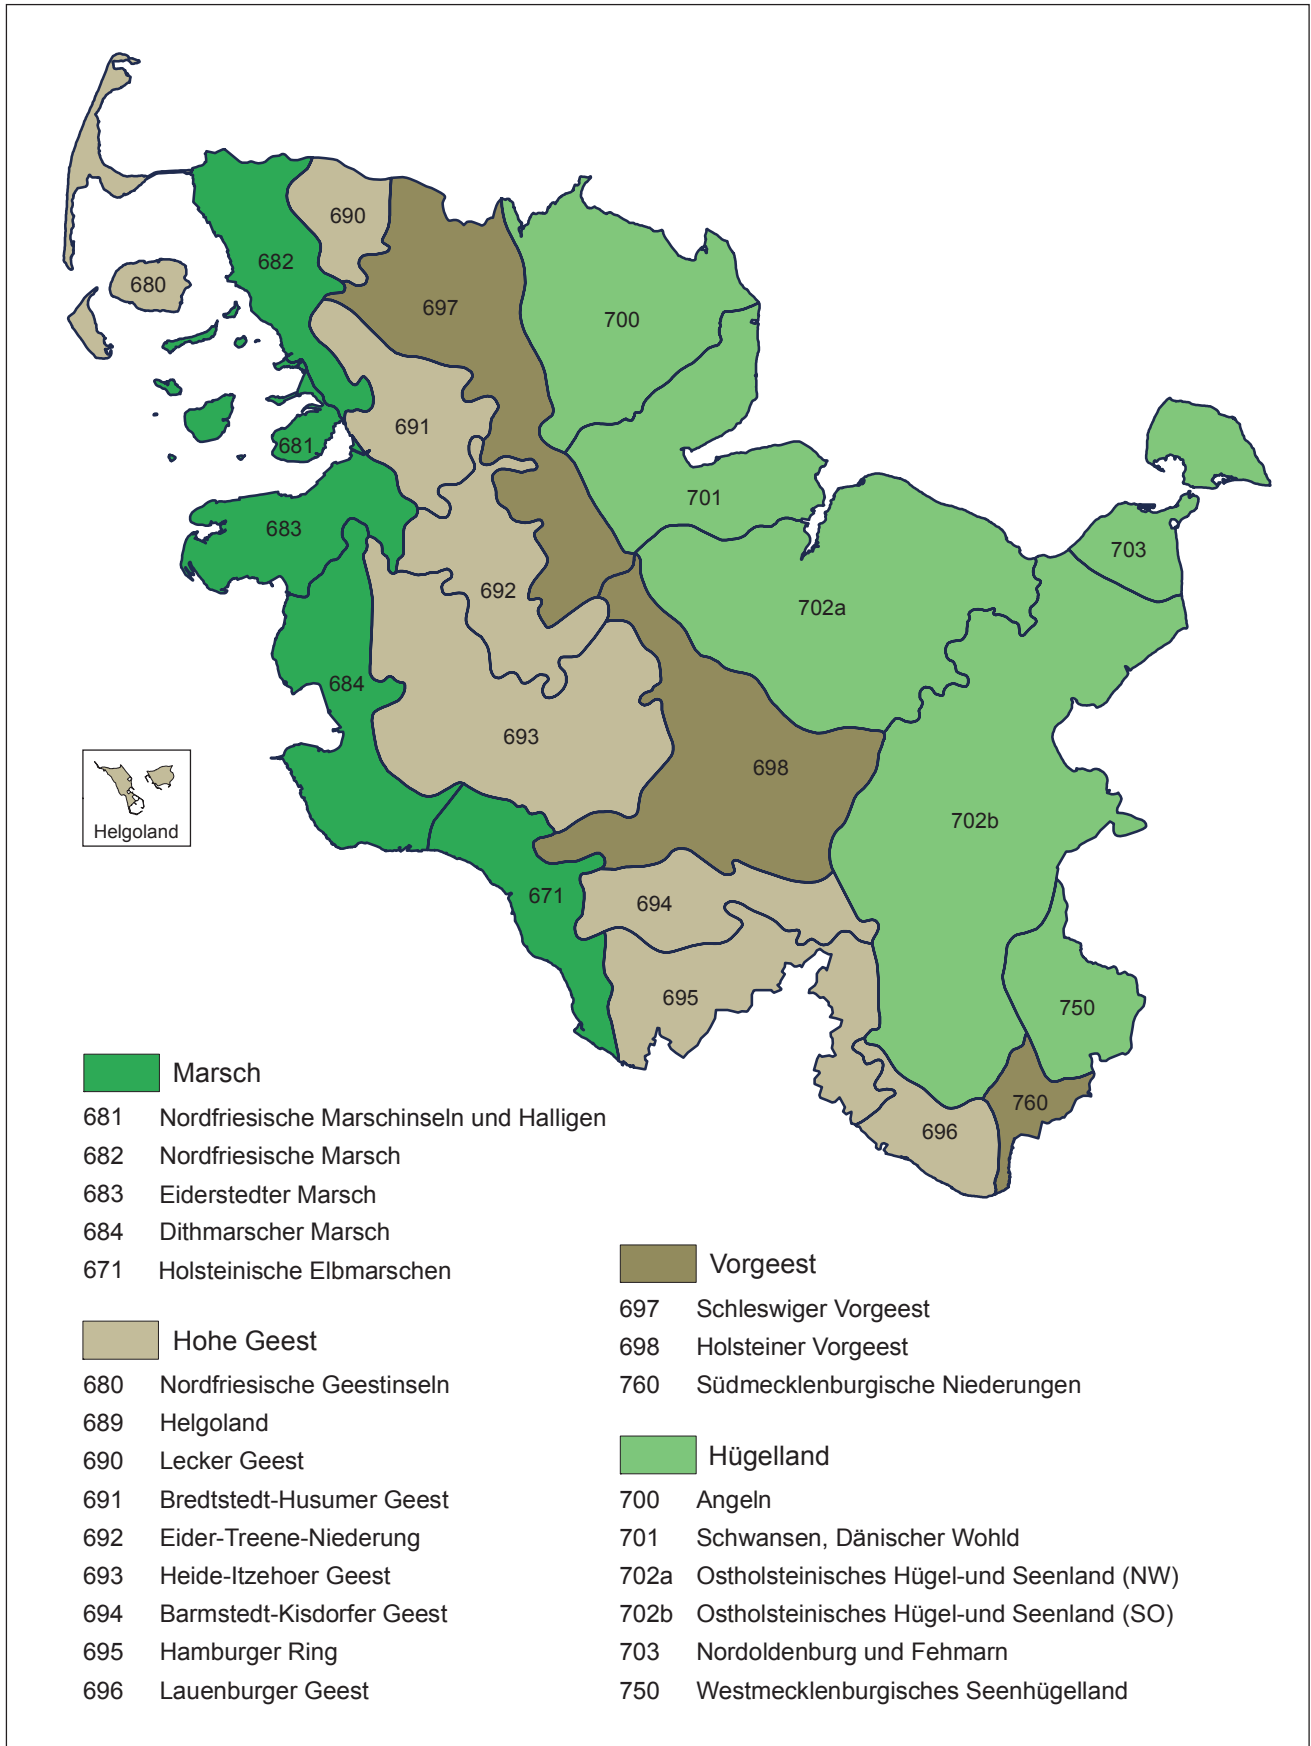 690
682
680
697
700
691
681
701
683
703
692
702a
684
693
698
Helgoland
702b
671
694
695
750
760
696
Marsch
681 Nordfriesische Marschinseln und Halligen
682 Nordfriesische Marsch
683 Eiderstedter Marsch
684 Dithmarscher Marsch
671 Holsteinische Elbmarschen
Hohe Geest
680 Nordfriesische Geestinseln
689 Helgoland
690 Lecker Geest
691 Bredtstedt-Husumer Geest
692 Eider-Treene-Niederung
693 Heide-Itzehoer Geest
694 Barmstedt-Kisdorfer Geest
695 Hamburger Ring
696 Lauenburger Geest
Vorgeest
697 Schleswiger Vorgeest
698 Holsteiner Vorgeest
760 Südmecklenburgische Niederungen
Hügelland
700 Angeln
701 Schwansen, Dänischer Wohld
702a Ostholsteinisches Hügel-und Seenland (NW)
702b Ostholsteinisches Hügel-und Seenland (SO)
703 Nordoldenburg und Fehmarn
750 Westmecklenburgisches Seenhügelland